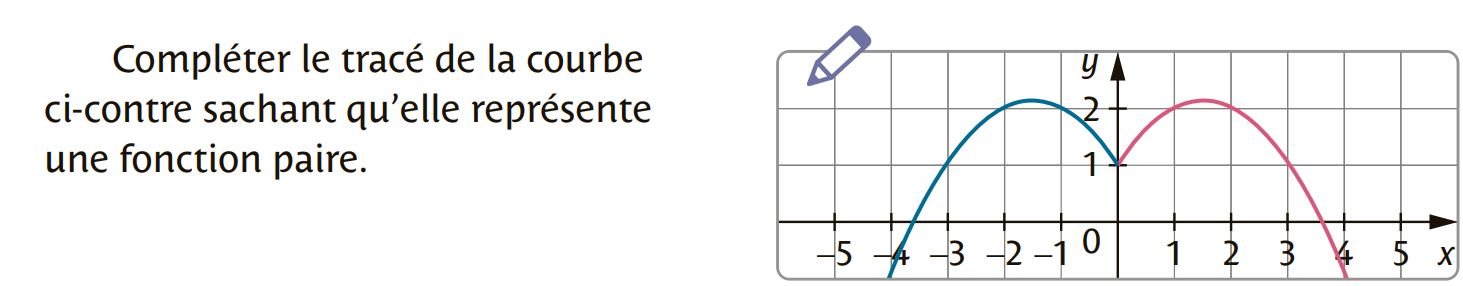 Compléter le tracé de la courbe
ci-contre sachant qu’elle représente
une fonction paire.
y
2
1
0
–5 –4 –3 –2 –1 1 2 3 4 5 x